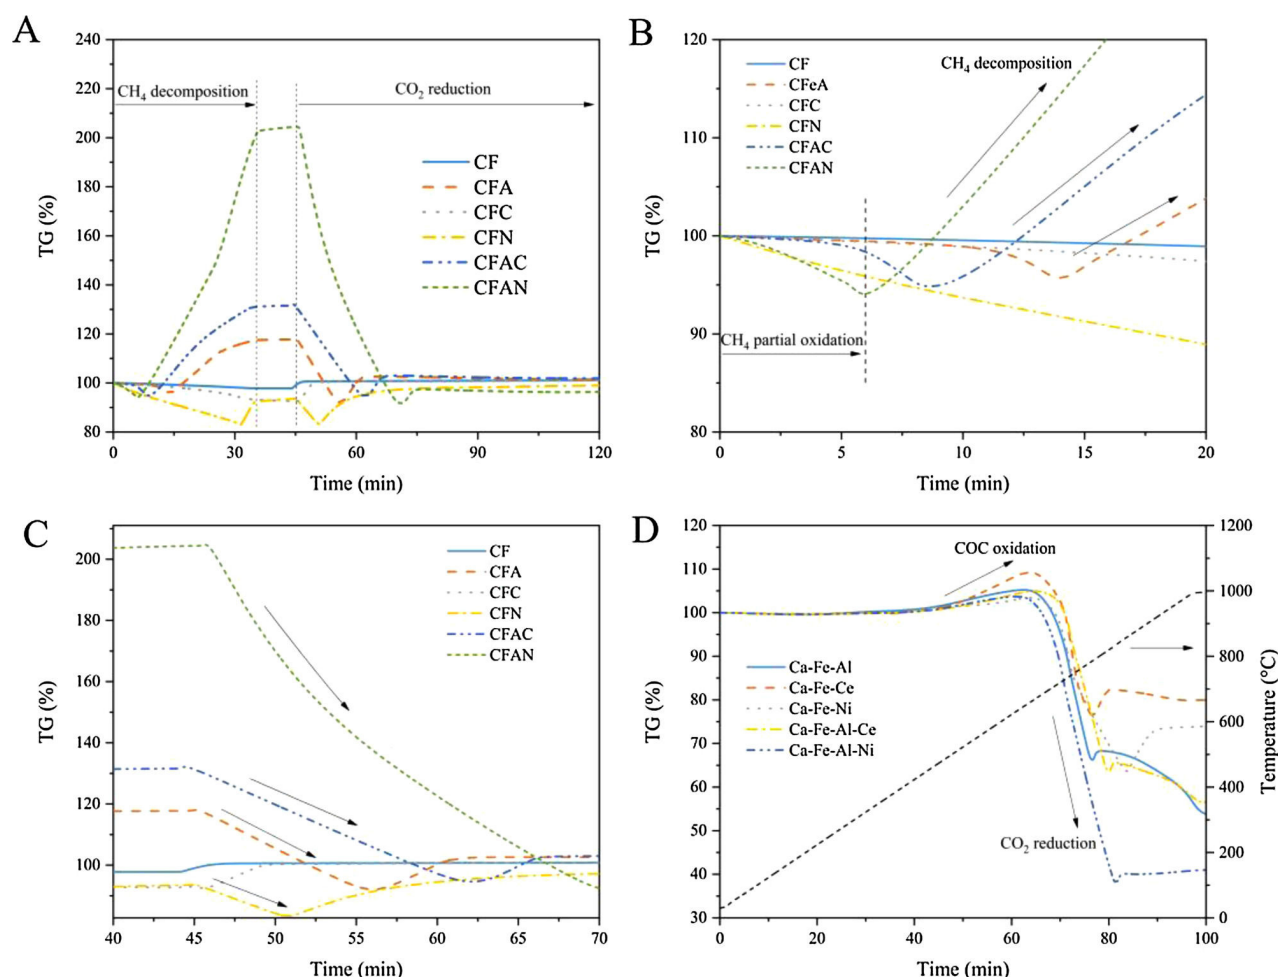 A
240
220
200
180
160
140
120
100
80
TG (%)
CH4 decomposition
CO2 reduction
CF
CFA
CFC
CFN
CFAC
CFAN
0
30
60
90
120
Time (min)
B
120
110
100
90
80
TG (%)
CF
CFeA
CFC
CFN
CFAC
CFAN
CH4 decomposition
CH4 partial oxidation
0
5
10
15
20
Time (min)
C
200
180
160
140
120
100
TG (%)
CF
CFA
CFC
CFN
CFAC
CFAN
40
45
50
55
60
65
70
Time (min)
D
120
110
100
90
80
70
60
50
40
30
TG (%)
COC oxidation
Ca-Fe-Al
Ca-Fe-Ce
Ca-Fe-Ni
Ca-Fe-Al-Ce
Ca-Fe-Al-Ni
CO2 reduction
1200
1000
800
600
400
200
0
Temperature (°C)
0
20
40
60
80
100
Time (min)